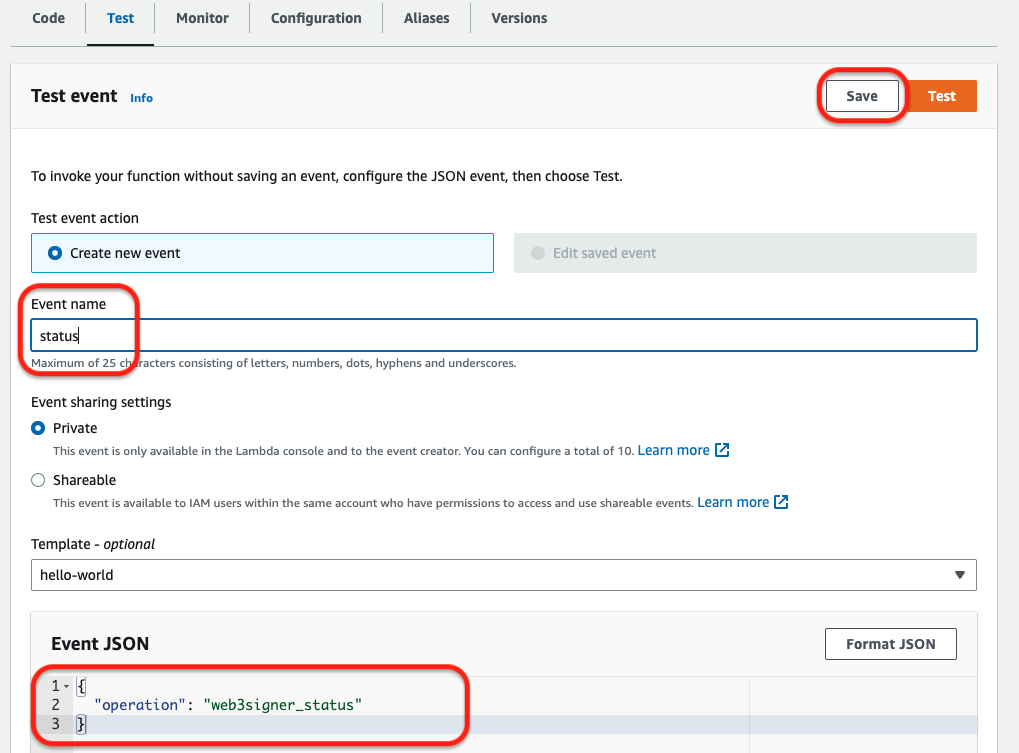 Code Test Monitor Configuration Aliases Versions
Test event Info Save Test
To invoke your function without saving an event, configure the JSON event, then choose Test.
Test event action
Create new event Edit saved event
Event name
status
Maximum of 25 characters consisting of letters, numbers, dots, hyphens and underscores.
Event sharing settings
Private
This event is only available in the Lambda console and to the event creator. You can configure a total of 10. Learn more
Shareable
This event is available to IAM users within the same account who have permissions to access and use shareable events. Learn more
Template - optional
hello-world
Event JSON Format JSON
1 {
2 "operation": "web3signer_status"
3 }